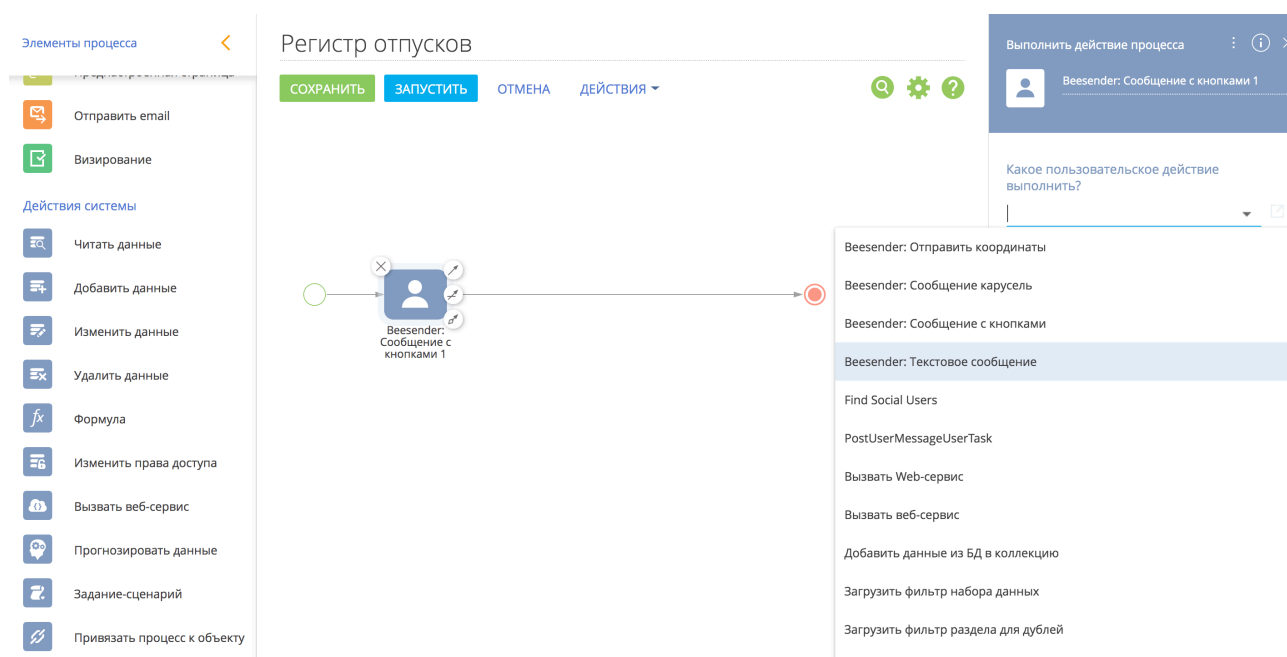 Элементы процесса
Отправить email
Визирование
Действия системы
Читать данные
Добавить данные
Изменить данные
Удалить данные
fx
Формула
Изменить права доступа
Вызвать веб-сервис
Прогнозировать данные
Задание-сценарий
Привязать процесс к объекту
Регистр отпусков
СОХРАНИТЬ ЗАПУСТИТЬ ОТМЕНА ДЕЙСТВИЯ
Beesender:
Сообщение с
кнопками 1
Выполнить действие процесса
Beesender: Сообщение с кнопками 1
Какое пользовательское действие
выполнить?
Beesender: Отправить координаты
Beesender: Сообщение карусель
Beesender: Сообщение с кнопками
Beesender: Текстовое сообщение
Find Social Users
PostUserMessageUserTask
Вызвать Web-сервис
Вызвать веб-сервис
Добавить данные из БД в коллекцию
Загрузить фильтр набора данных
Загрузить фильтр раздела для дублей